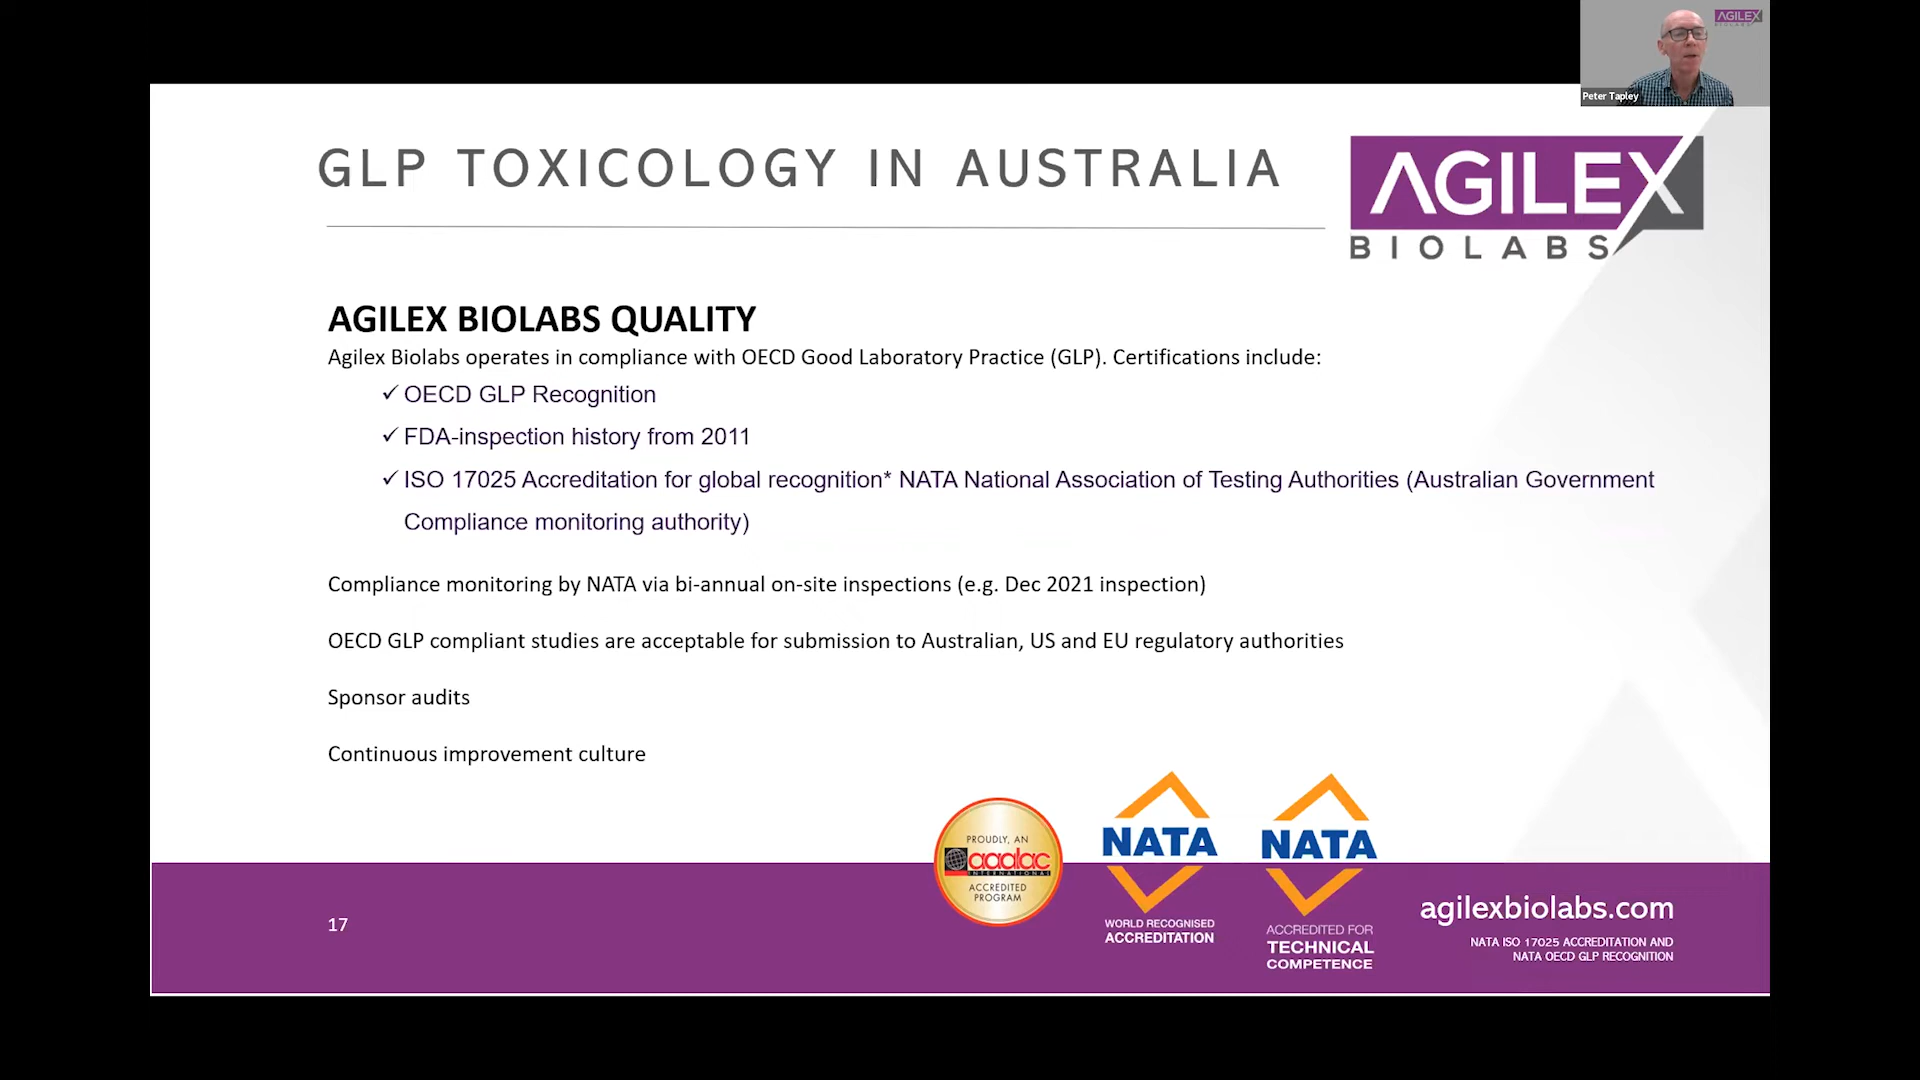 AGILEX
BIOLABS
Peter Tapley
GLP TOXICOLOGY IN AUSTRALIA
AGILEX
BIOLABS
AGILEX BIOLABS QUALITY
Agilex Biolabs operates in compliance with OECD Good Laboratory Practice (GLP). Certifications include:
✓ OECD GLP Recognition
✓ FDA-inspection history from 2011
✓ ISO 17025 Accreditation for global recognition* NATA National Association of Testing Authorities (Australian Government
Compliance monitoring authority)
Compliance monitoring by NATA via bi-annual on-site inspections (e.g. Dec 2021 inspection)
OECD GLP compliant studies are acceptable for submission to Australian, US and EU regulatory authorities
Sponsor audits
Continuous improvement culture
PROUDLY, AN
aaalac
INTERNATIONAL
ACCREDITED
PROGRAM
NATA
WORLD RECOGNISED
ACCREDITATION
NATA
ACCREDITED FOR
TECHNICAL
COMPETENCE
agilexbiolabs.com
NATA ISO 17025 ACCREDITATION AND
NATA OECD GLP RECOGNITION
17